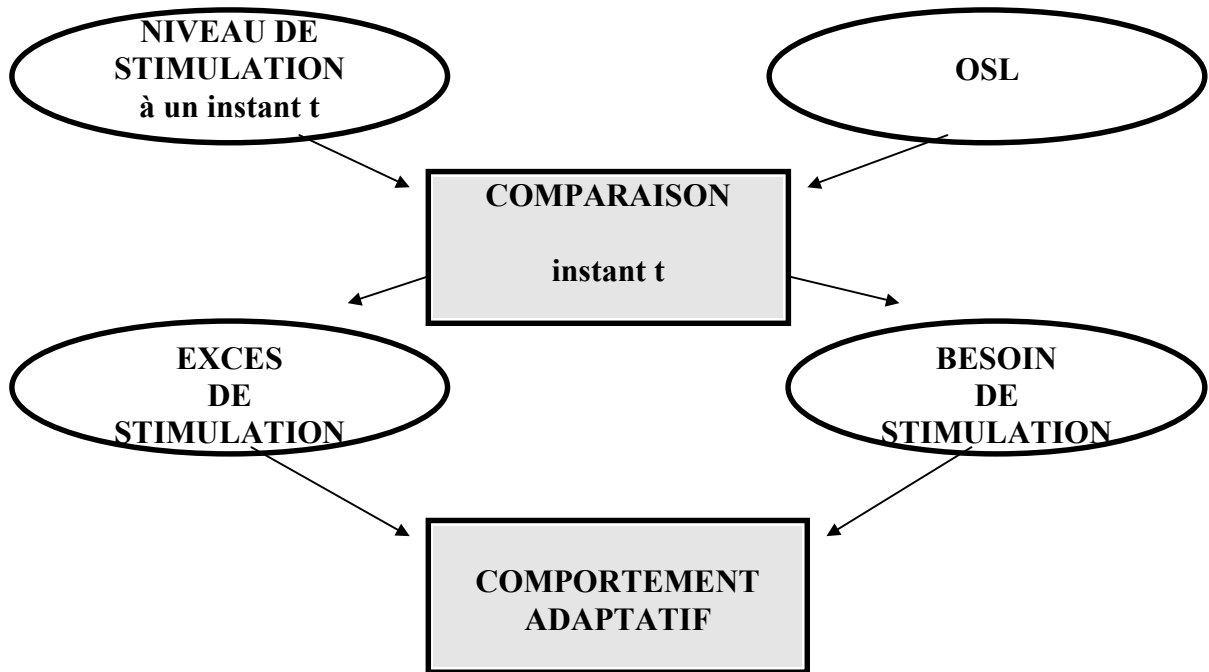 NIVEAU DE
STIMULATION
à un instant t
OSL
COMPARAISON
instant t
EXCES
DE
STIMULATION
BESOIN
DE
STIMULATION
COMPORTEMENT
ADAPTATIF